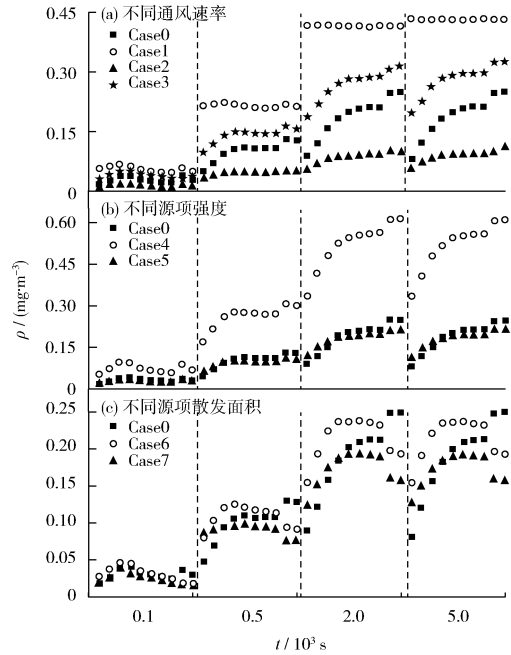 (a) 不同通风速率
0.45
0.30
0.15
0
Case0
Case1
Case2
Case3
(b) 不同源项强度
0.60
0.45
0.30
0.15
0
Case0
Case4
Case5
ρ / (mg·m⁻³)
(c) 不同源项散发面积
0.25
0.20
0.15
0.10
0.05
0
Case0
Case6
Case7
0.1 0.5 2.0 5.0
t / 10³ s